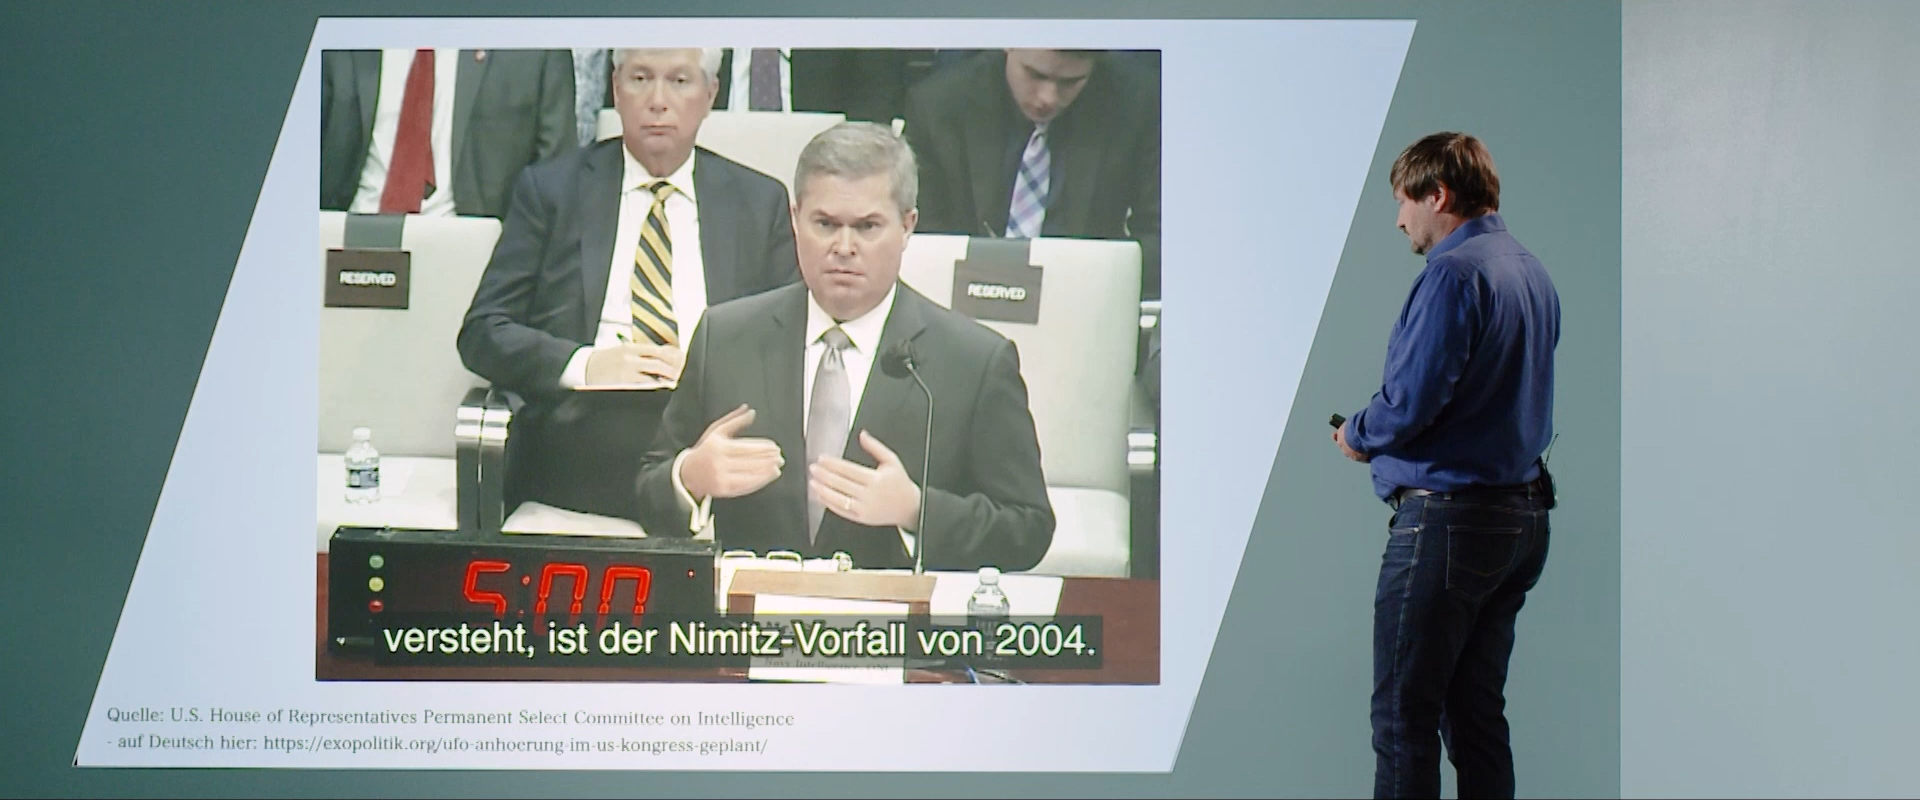 RESERVED
RESERVED
5:00
versteht, ist der Nimitz-Vorfall von 2004.
Quelle: U.S. House of Representatives Permanent Select Committee on Intelligence
- auf Deutsch hier: https://exopolitik.org/ufo-anhoerung-im-us-kongress-geplant/